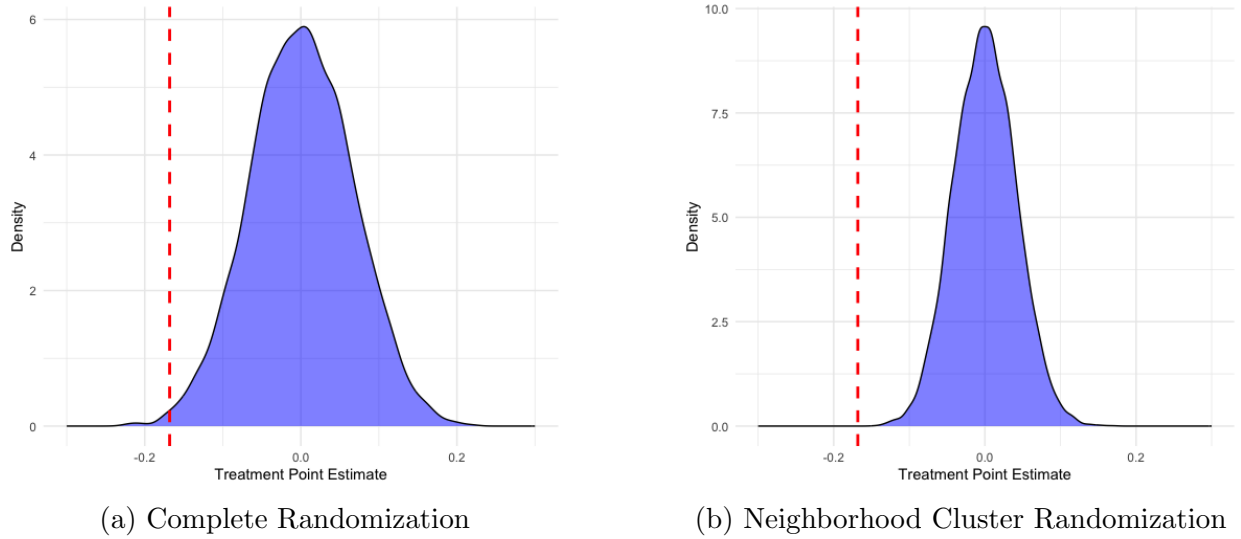 6
4
2
0
Density
-0.2
0.0
0.2
Treatment Point Estimate
(a) Complete Randomization
10.0
7.5
5.0
2.5
0.0
Density
-0.2
0.0
0.2
Treatment Point Estimate
(b) Neighborhood Cluster Randomization